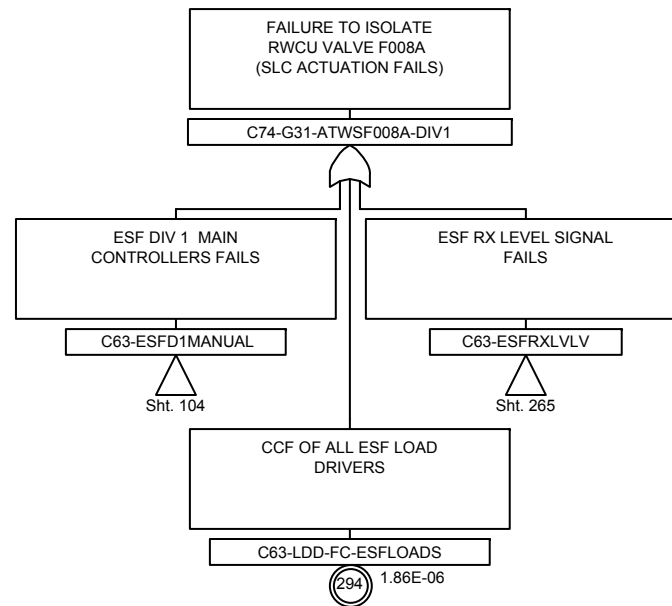 FAILURE TO ISOLATE
RWCU VALVE F008A
(SLC ACTUATION FAILS)
C74-G31-ATWSF008A-DIV1
ESF DIV 1 MAIN
CONTROLLERS FAILS
C63-ESFD1MANUAL
Sht. 104
ESF RX LEVEL SIGNAL
FAILS
C63-ESFRXLVLV
Sht. 265
CCF OF ALL ESF LOAD
DRIVERS
C63-LDD-FC-ESFLOADS
294
1.86E-06